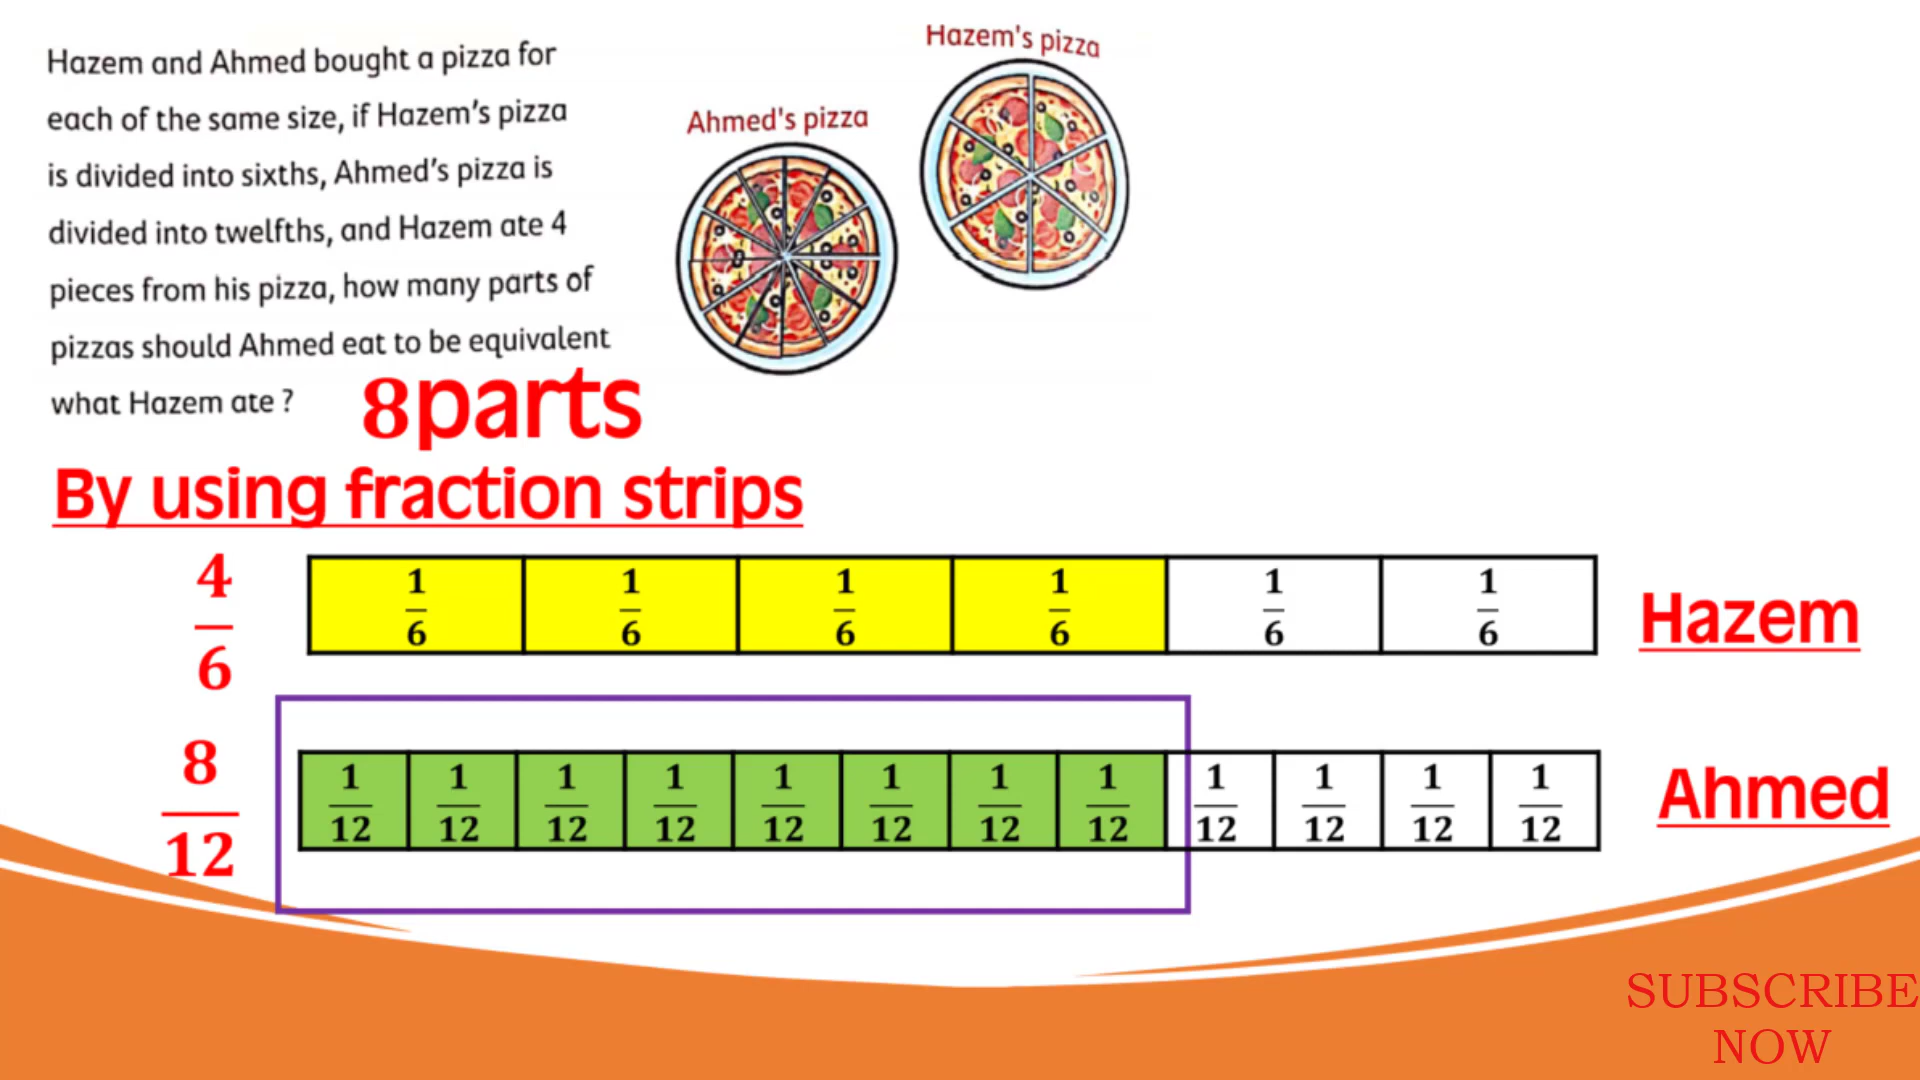 Hazem and Ahmed bought a pizza for
each of the same size, if Hazem's pizza
is divided into sixths, Ahmed's pizza is
divided into twelfths, and Hazem ate 4
pieces from his pizza, how many parts of
pizzas should Ahmed eat to be equivalent
what Hazem ate ?
8parts
Ahmed's pizza
Hazem's pizza
By using fraction strips
4/6
1/6 1/6 1/6 1/6 1/6 1/6
Hazem
8/12
1/12 1/12 1/12 1/12 1/12 1/12 1/12 1/12 1/12 1/12 1/12 1/12
Ahmed
SUBSCRIBE
NOW